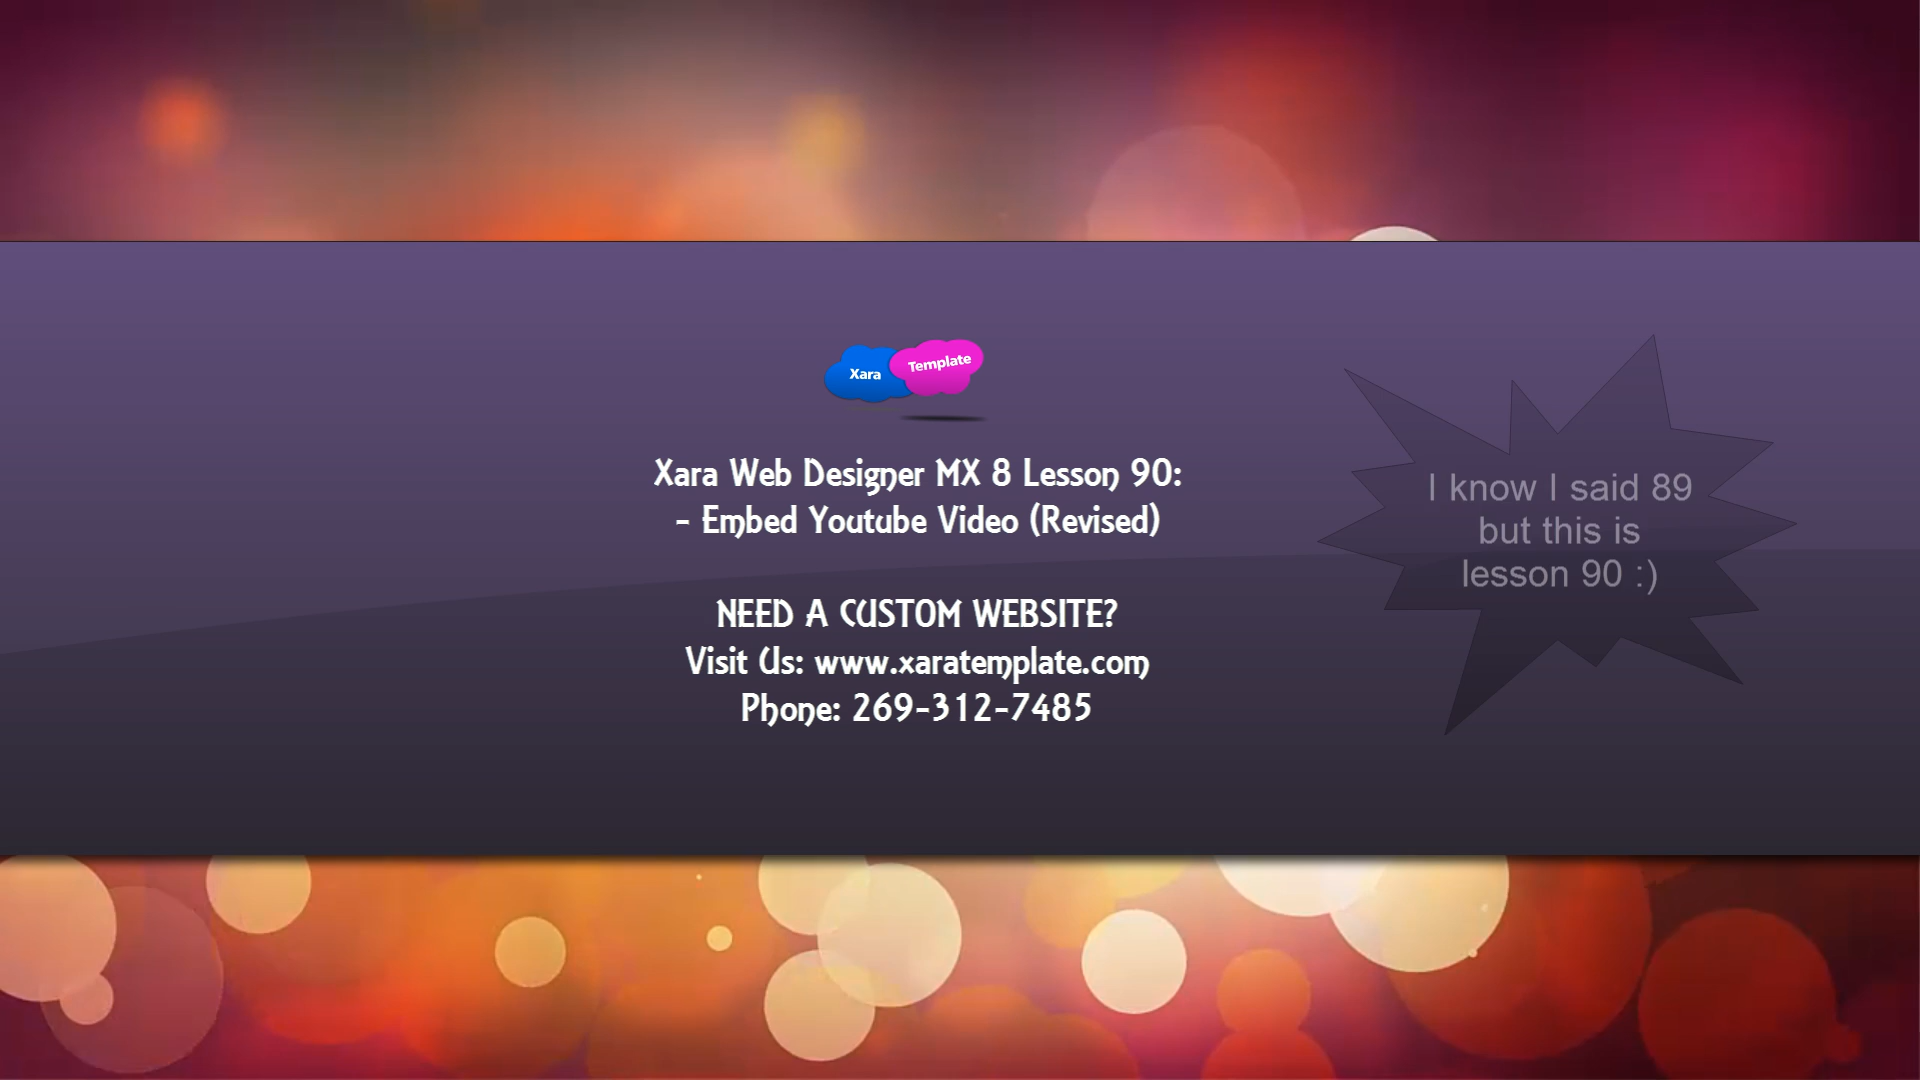 Xara
Template
Xara Web Designer MX 8 Lesson 90:
- Embed Youtube Video (Revised)
NEED A CUSTOM WEBSITE?
Visit Us: www.xaratemplate.com
Phone: 269-312-7485
I know I said 89
but this is
lesson 90 :)